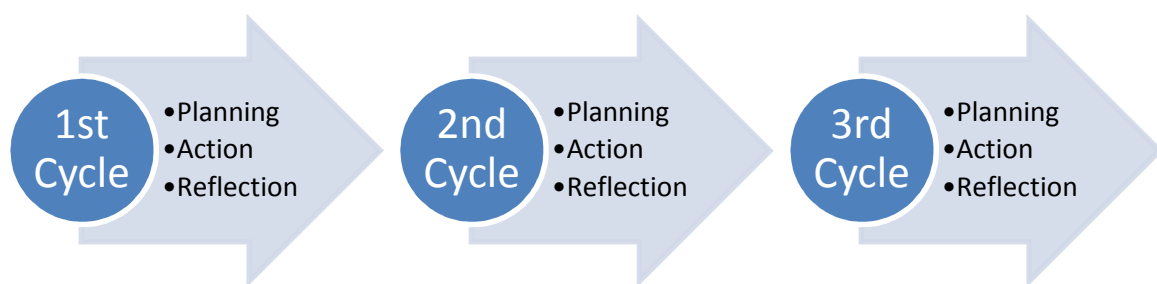 1st
Cycle
•Planning
•Action
•Reflection
2nd
Cycle
•Planning
•Action
•Reflection
3rd
Cycle
•Planning
•Action
•Reflection